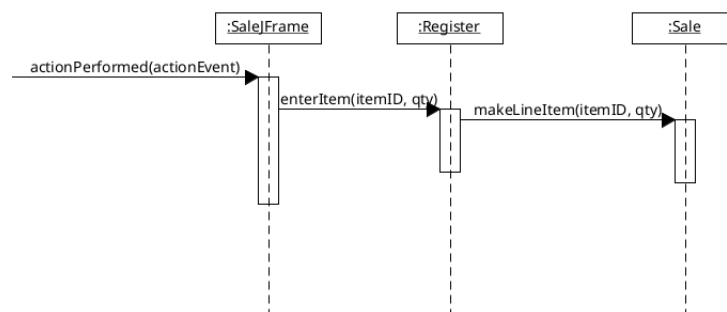 :SaleJFrame
:Register
:Sale
actionPerformed(actionEvent)
enterItem(itemID, qty)
makeLineItem(itemID, qty)